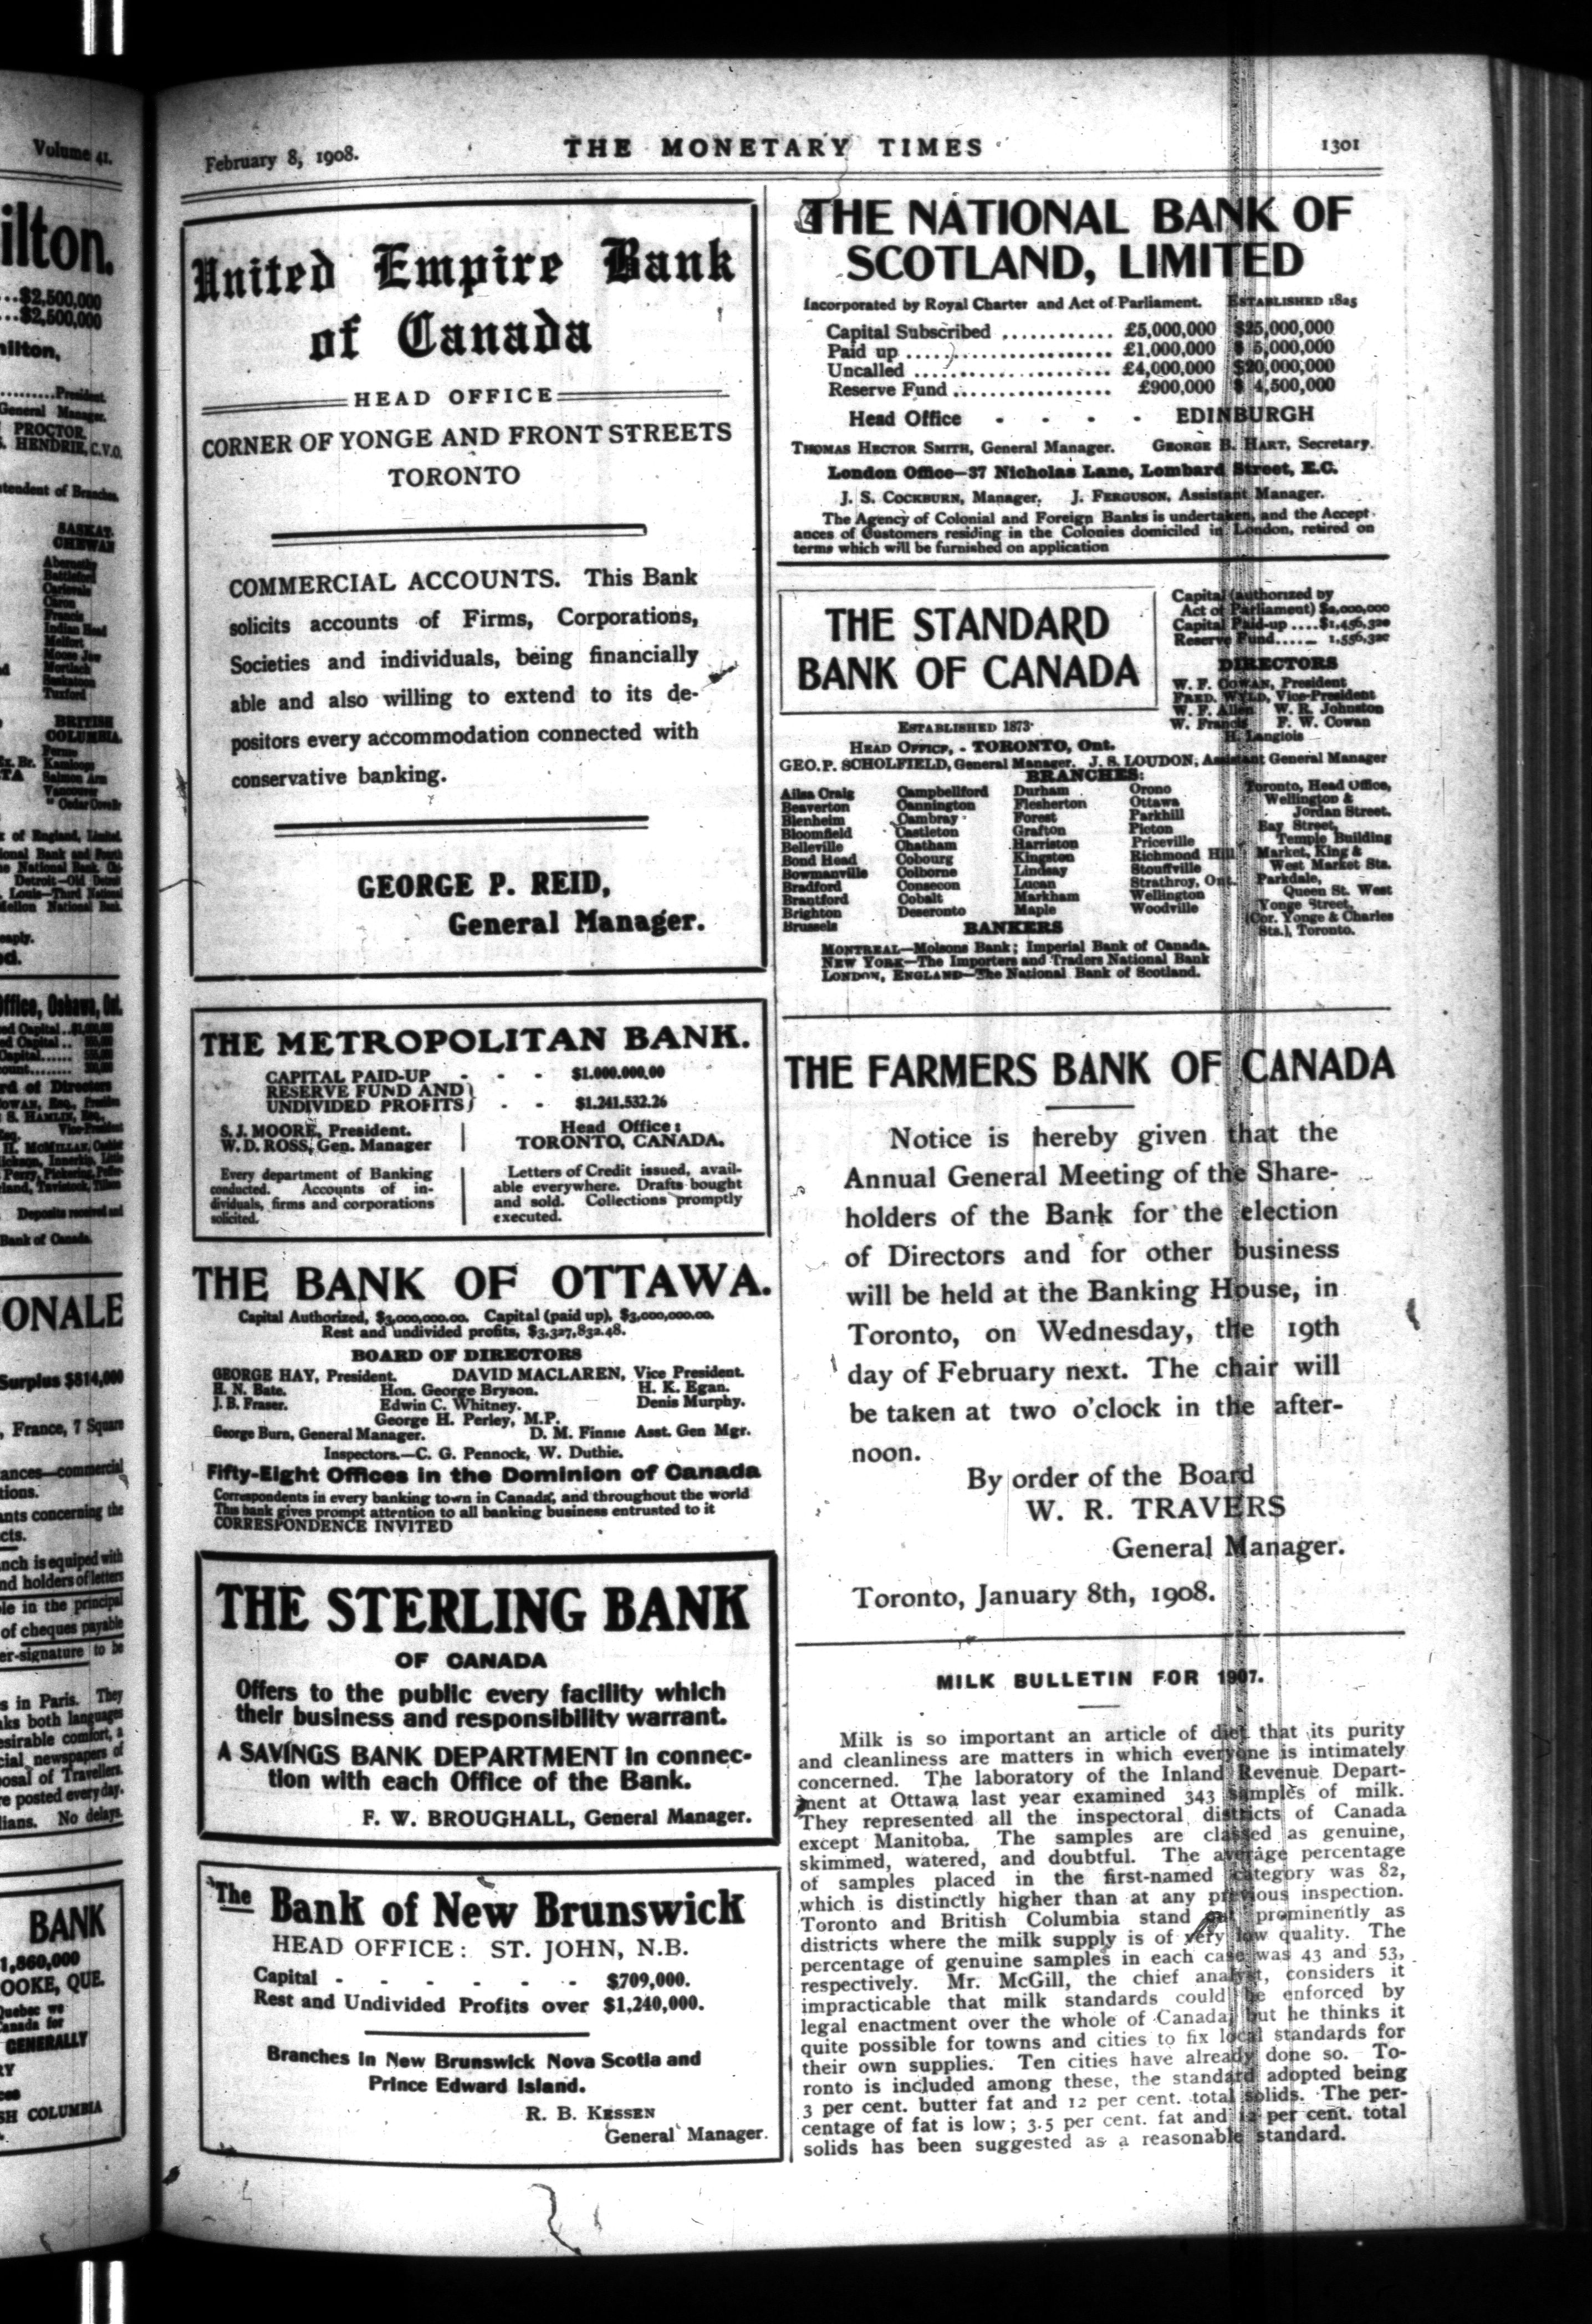 February 8, 1908.
THE MONETARY TIMES
1301
United Empire Bank
of Canada
HEAD OFFICE
CORNER OF YONGE AND FRONT STREETS
TORONTO
COMMERCIAL ACCOUNTS. This Bank
solicits accounts of Firms, Corporations,
Societies and individuals, being financially
able and also willing to extend to its de-
positors every accommodation connected with
conservative banking.
GEORGE P. REID,
General Manager.
THE METROPOLITAN BANK.
CAPITAL PAID-UP - - - $1.000.000.00
RESERVE FUND AND}
UNDIVIDED PROFITS} - - $1.241.532.26
S. J. MOORE, President.
W. D. ROSS, Gen. Manager
Head Office:
TORONTO, CANADA.
Every department of Banking
conducted. Accounts of in-
dividuals, firms and corporations
solicited.
Letters of Credit issued, avail-
able everywhere. Drafts bought
and sold. Collections promptly
executed.
THE BANK OF OTTAWA.
Capital Authorized, $3,000,000.00. Capital (paid up), $3,000,000.00.
Rest and undivided profits, $3,327,832.48.
BOARD OF DIRECTORS
GEORGE HAY, President. DAVID MACLAREN, Vice President.
H. N. Bate. Hon. George Bryson. H. K. Egan.
J. B. Fraser. Edwin C. Whitney. Denis Murphy.
George H. Perley, M.P.
George Burn, General Manager. D. M. Finnie Asst. Gen Mgr.
Inspectors.—C. G. Pennock, W. Duthie.
Fifty-Eight Offices in the Dominion of Canada
Correspondents in every banking town in Canada, and throughout the world
This bank gives prompt attention to all banking business entrusted to it
CORRESPONDENCE INVITED
THE STERLING BANK
OF CANADA
Offers to the public every facility which
their business and responsibility warrant.
A SAVINGS BANK DEPARTMENT in connec-
tion with each Office of the Bank.
F. W. BROUGHALL, General Manager.
The Bank of New Brunswick
HEAD OFFICE: ST. JOHN, N.B.
Capital - - - - - - $709,000.
Rest and Undivided Profits over $1,240,000.
Branches in New Brunswick Nova Scotia and
Prince Edward Island.
R. B. KESSEN
General Manager.
THE NATIONAL BANK OF
SCOTLAND, LIMITED
Incorporated by Royal Charter and Act of Parliament. ESTABLISHED 1825
Capital Subscribed ............ £5,000,000 $25,000,000
Paid up ........................ £1,000,000 $ 5,000,000
Uncalled ........................ £4,000,000 $20,000,000
Reserve Fund .................. £900,000 $ 4,500,000
Head Office - - - - EDINBURGH
THOMAS HECTOR SMITH, General Manager. GEORGE B. HART, Secretary.
London Office—37 Nicholas Lane, Lombard Street, E.C.
J. S. COCKBURN, Manager. J. FERGUSON, Assistant Manager.
The Agency of Colonial and Foreign Banks is undertaken, and the Accept-
ances of Customers residing in the Colonies domiciled in London, retired on
terms which will be furnished on application
THE STANDARD
BANK OF CANADA
Capital (authorized by
Act of Parliament) $2,000,000
Capital Paid-up .... $1,456,320
Reserve Fund...... 1,556,320
DIRECTORS
W. F. COWAN, President
FRED. WYLD, Vice-President
W. F. Allen W. R. Johnston
W. Francis F. W. Cowan
H. Langlois
ESTABLISHED 1873
HEAD OFFICE, - TORONTO, Ont.
GEO. P. SCHOLFIELD, General Manager. J. S. LOUDON, Assistant General Manager
BRANCHES:
Ailsa Craig Campbellford Durham Orono Toronto, Head Office,
Beaverton Cannington Flesherton Ottawa Wellington &
Blenheim Cambray Forest Parkhill Jordan Street.
Bloomfield Castleton Grafton Picton Bay Street,
Belleville Chatham Harriston Priceville Temple Building
Bond Head Cobourg Kingston Richmond Hill Market, King &
Bowmanville Colborne Lindsay Stouffville West Market Sts.
Bradford Consecon Lucan Strathroy, Ont. Parkdale,
Brantford Cobalt Markham Wellington Queen St. West
Brighton Deseronto Maple Woodville Yonge Street,
Brussels (Cor. Yonge & Charles
Sts.), Toronto.
BANKERS
MONTREAL—Molsons Bank; Imperial Bank of Canada.
NEW YORK—The Importers and Traders National Bank
LONDON, ENGLAND—The National Bank of Scotland.
THE FARMERS BANK OF CANADA
Notice is hereby given that the
Annual General Meeting of the Share-
holders of the Bank for the election
of Directors and for other business
will be held at the Banking House, in
Toronto, on Wednesday, the 19th
day of February next. The chair will
be taken at two o'clock in the after-
noon.
By order of the Board
W. R. TRAVERS
General Manager.
Toronto, January 8th, 1908.
MILK BULLETIN FOR 1907.
Milk is so important an article of diet that its purity
and cleanliness are matters in which everyone is intimately
concerned. The laboratory of the Inland Revenue Depart-
ment at Ottawa last year examined 343 samples of milk.
They represented all the inspectoral districts of Canada
except Manitoba. The samples are classed as genuine,
skimmed, watered, and doubtful. The average percentage
of samples placed in the first-named category was 82,
which is distinctly higher than at any previous inspection.
Toronto and British Columbia stand out prominently as
districts where the milk supply is of very low quality. The
percentage of genuine samples in each case was 43 and 53,
respectively. Mr. McGill, the chief analyst, considers it
impracticable that milk standards could be enforced by
legal enactment over the whole of Canada, but he thinks it
quite possible for towns and cities to fix local standards for
their own supplies. Ten cities have already done so. To-
ronto is included among these, the standard adopted being
3 per cent. butter fat and 12 per cent. total solids. The per-
centage of fat is low; 3.5 per cent. fat and 12 per cent. total
solids has been suggested as a reasonable standard.